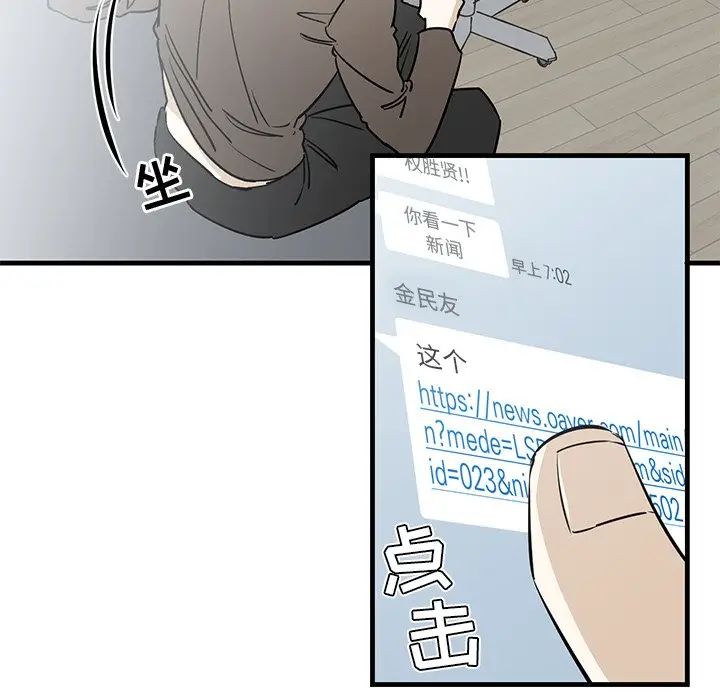 坐
权胜贤!!
你看一下
新闻
早上 7:02
金民友
这个
https://news.oaver.com/main
n?mede=LS m&sid
id=023&ni 502
点击